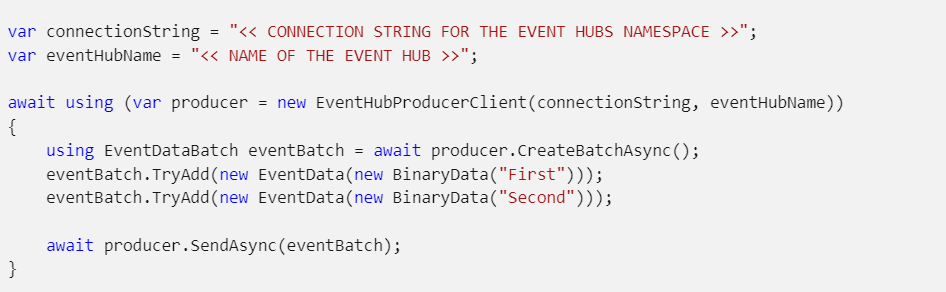 var connectionString = "<< CONNECTION STRING FOR THE EVENT HUBS NAMESPACE >>";
var eventHubName = "<< NAME OF THE EVENT HUB >>";
await using (var producer = new EventHubProducerClient(connectionString, eventHubName))
{
    using EventDataBatch eventBatch = await producer.CreateBatchAsync();
    eventBatch.TryAdd(new EventData(new BinaryData("First")));
    eventBatch.TryAdd(new EventData(new BinaryData("Second")));
    await producer.SendAsync(eventBatch);
}